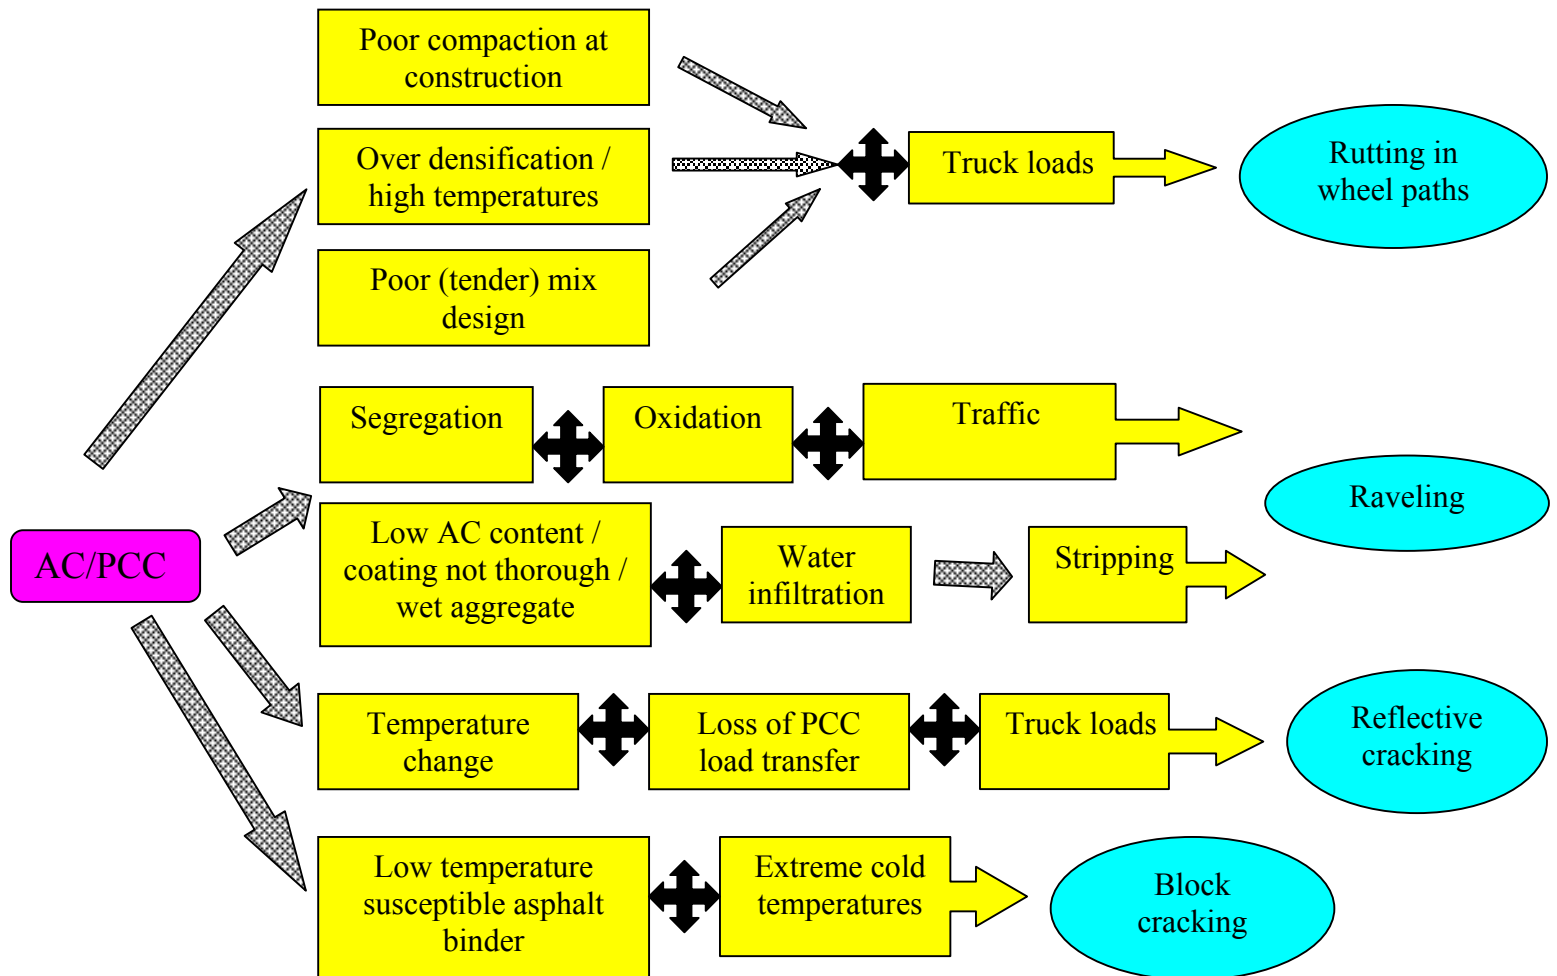 Poor compaction at
construction
Over densification /
high temperatures
Truck loads
Rutting in
wheel paths
Poor (tender) mix
design
Segregation
Oxidation
Traffic
Raveling
AC/PCC
Low AC content /
coating not thorough /
wet aggregate
Water
infiltration
Stripping
Temperature
change
Loss of PCC
load transfer
Truck loads
Reflective
cracking
Low temperature
susceptible asphalt
binder
Extreme cold
temperatures
Block
cracking